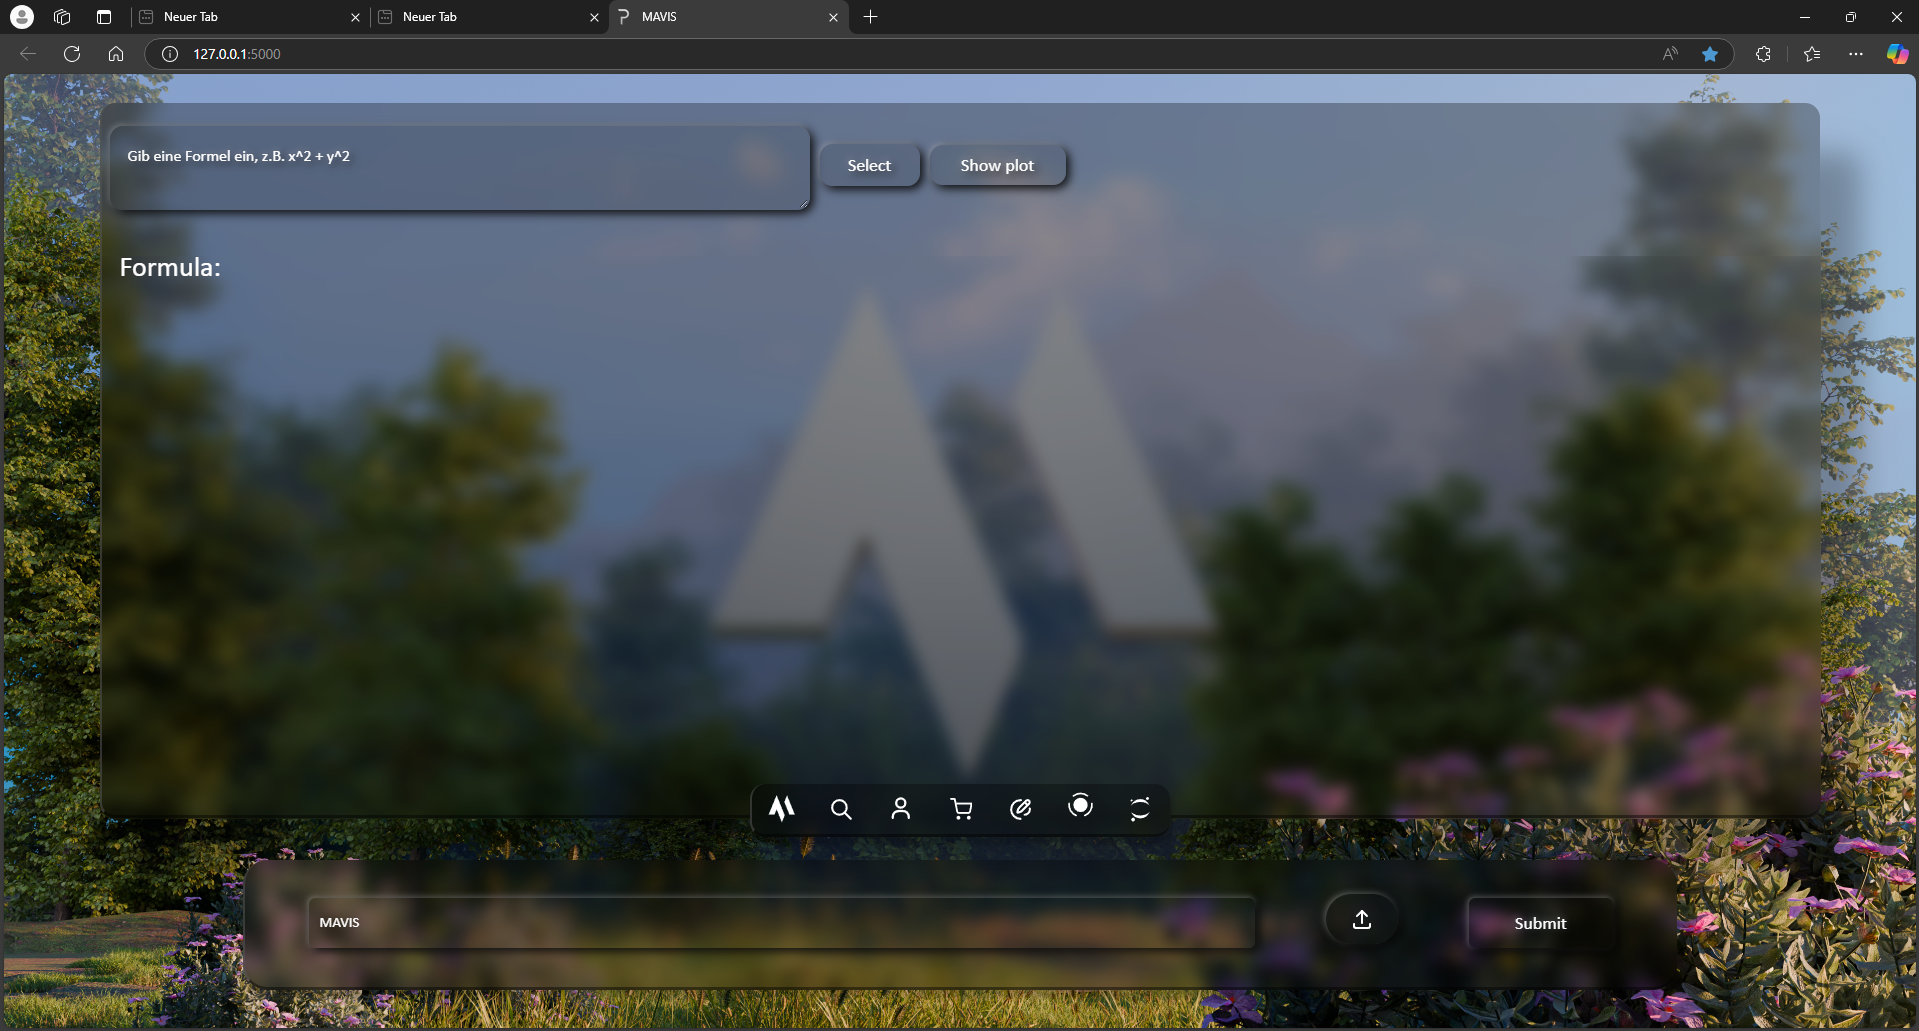 Neuer Tab
Neuer Tab
MAVIS
127.0.0.1:5000
Gib eine Formel ein, z.B. x^2 + y^2
Select
Show plot
Formula:
MAVIS
Submit